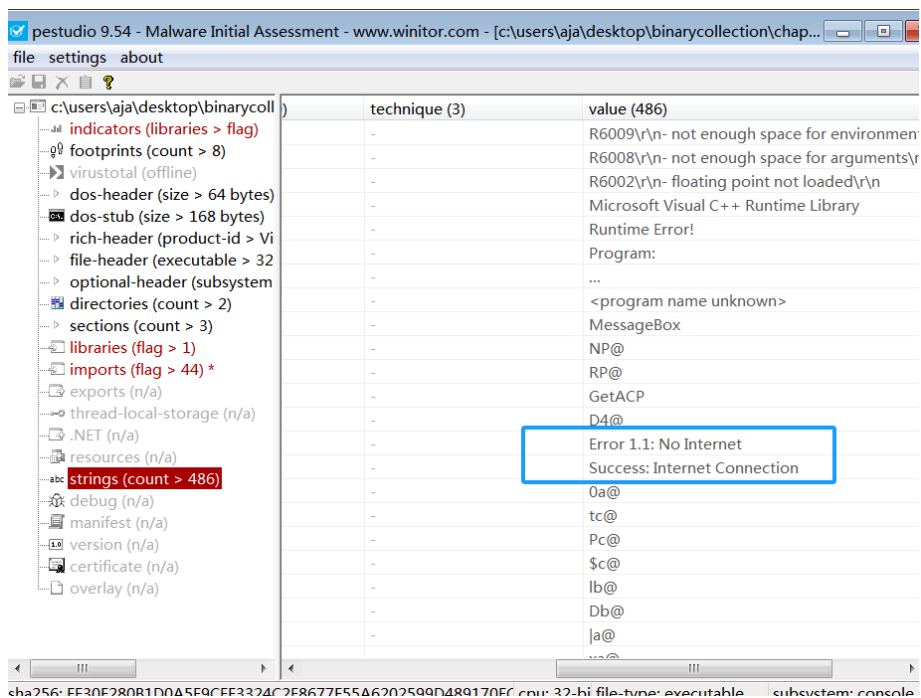 pestudio 9.54 - Malware Initial Assessment - www.winitor.com - [c:\users\aja\desktop\binarycollection\chap...
file settings about
c:\users\aja\desktop\binarycoll
indicators (libraries > flag)
footprints (count > 8)
virustotal (offline)
dos-header (size > 64 bytes)
dos-stub (size > 168 bytes)
rich-header (product-id > Vi
file-header (executable > 32
optional-header (subsystem
directories (count > 2)
sections (count > 3)
libraries (flag > 1)
imports (flag > 44) *
exports (n/a)
thread-local-storage (n/a)
.NET (n/a)
resources (n/a)
abc strings (count > 486)
debug (n/a)
manifest (n/a)
1.0 version (n/a)
certificate (n/a)
overlay (n/a)
) technique (3) value (486)
- R6009\r\n- not enough space for environment
- R6008\r\n- not enough space for arguments\r
- R6002\r\n- floating point not loaded\r\n
- Microsoft Visual C++ Runtime Library
- Runtime Error!
- Program:
- ...
- <program name unknown>
- MessageBox
- NP@
- RP@
- GetACP
- D4@
- Error 1.1: No Internet
- Success: Internet Connection
- 0a@
- tc@
- Pc@
- $c@
- lb@
- Db@
- |a@
cpu: 32-bi file-type: executable subsystem: console